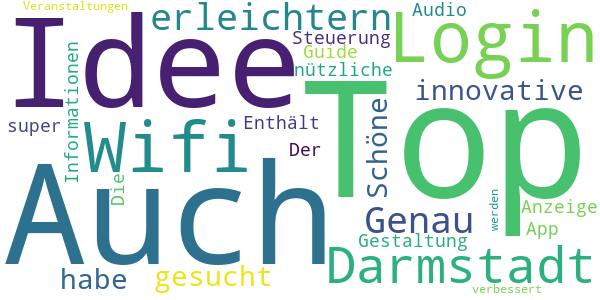 Veranstaltungen
Idee
erleichtern
Audio
Login
Steuerung
Guide
nützliche
innovative
Informationen
super
Wifi
Enthält
Der
Top
Schöne
Auch
Die
Genau
werden
Anzeige
App
Gestaltung
Darmstadt
habe
gesucht
verbessert